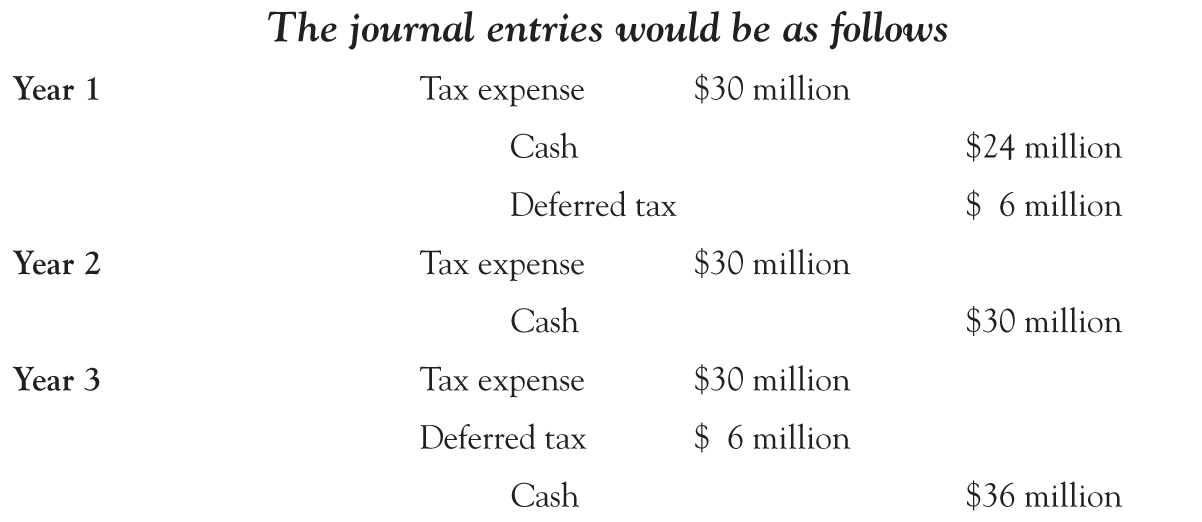 The journal entries would be as follows
Year 1 Tax expense $30 million
Cash $24 million
Deferred tax $ 6 million
Year 2 Tax expense $30 million
Cash $30 million
Year 3 Tax expense $30 million
Deferred tax $ 6 million
Cash $36 million